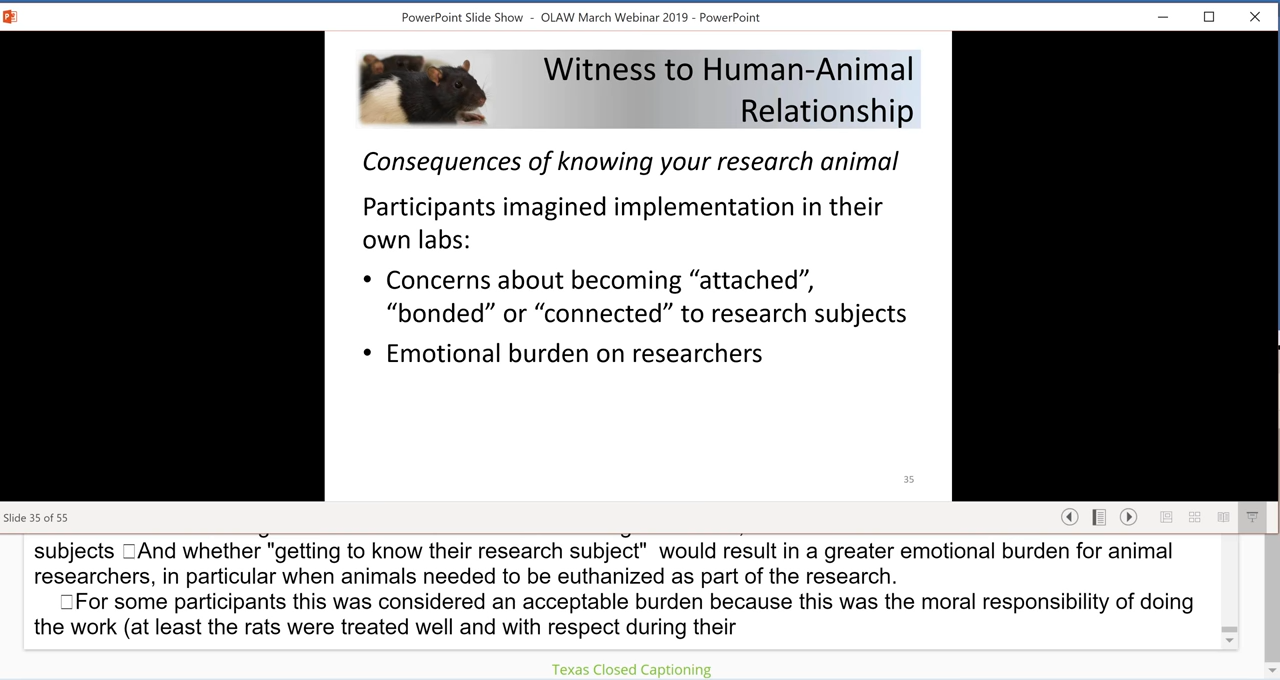 PowerPoint Slide Show - OLAW March Webinar 2019 - PowerPoint
Witness to Human-Animal
Relationship
Consequences of knowing your research animal
Participants imagined implementation in their
own labs:
• Concerns about becoming “attached”,
“bonded” or “connected” to research subjects
• Emotional burden on researchers
35
Slide 35 of 55
subjects □And whether "getting to know their research subject"  would result in a greater emotional burden for animal
researchers, in particular when animals needed to be euthanized as part of the research.
□For some participants this was considered an acceptable burden because this was the moral responsibility of doing
the work (at least the rats were treated well and with respect during their
Texas Closed Captioning